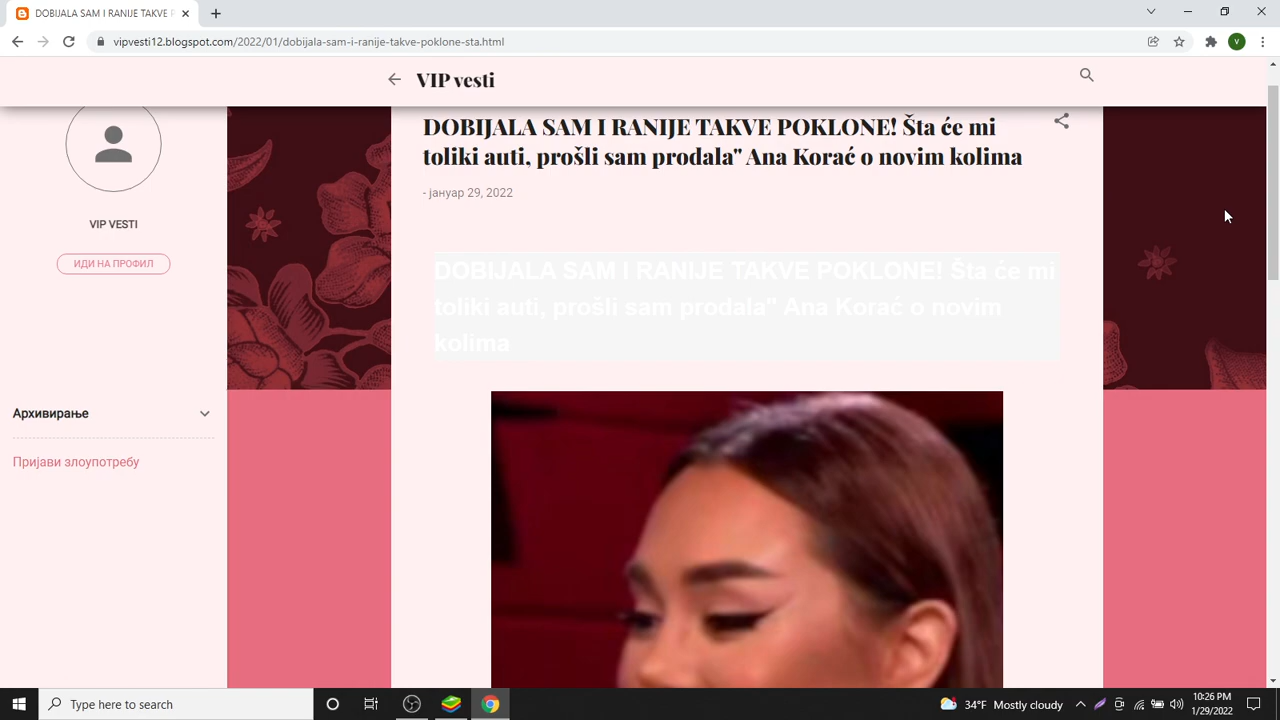 DOBIJALA SAM I RANIJE TAKVE P
vipvesti12.blogspot.com/2022/01/dobijala-sam-i-ranije-takve-poklone-sta.html
V
VIP vesti
VIP VESTI
ИДИ НА ПРОФИЛ
Архивирање
Пријави злоупотребу
DOBIJALA SAM I RANIJE TAKVE POKLONE! Šta će mi
toliki auti, prošli sam prodala" Ana Korać o novim kolima
- јануар 29, 2022
DOBIJALA SAM I RANIJE TAKVE POKLONE! Šta će mi
toliki auti, prošli sam prodala" Ana Korać o novim
kolima
Type here to search
34°F Mostly cloudy
10:26 PM
1/29/2022